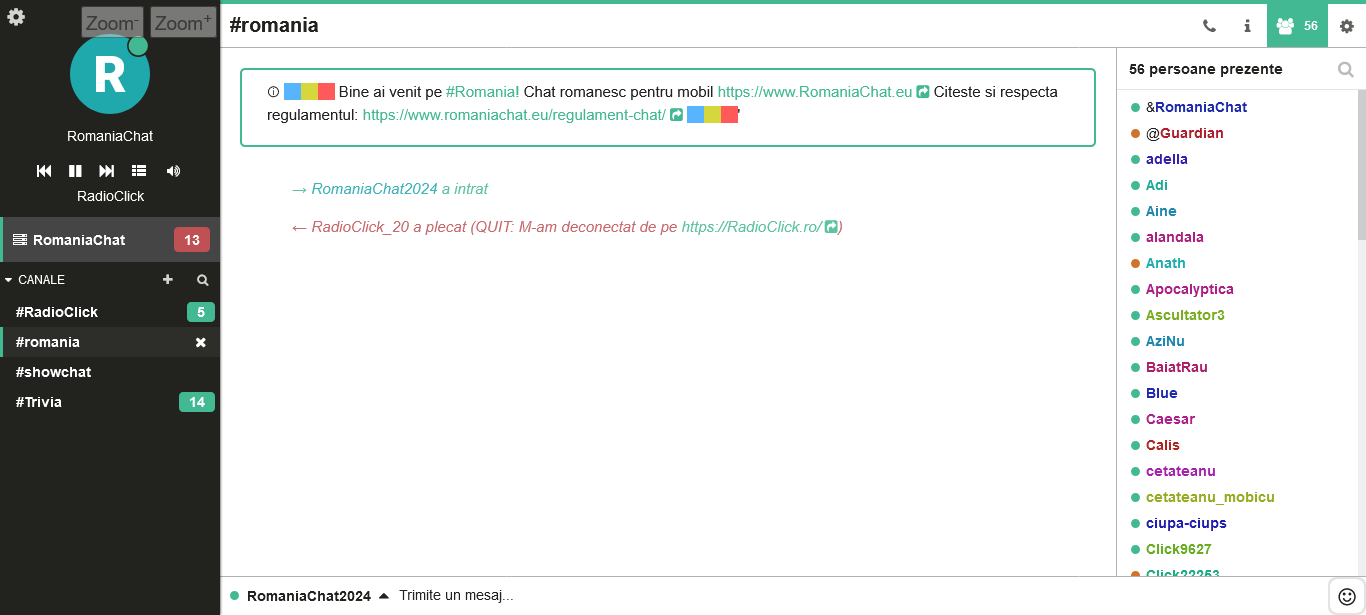 Zoom-
Zoom+
R
RomaniaChat
RadioClick
RomaniaChat 13
CANALE
#RadioClick 5
#romania
#showchat
#Trivia 14
#romania
56
Bine ai venit pe #Romania! Chat romanesc pentru mobil https://www.RomaniaChat.eu Citeste si respecta
regulamentul: https://www.romaniachat.eu/regulament-chat/ '
→ RomaniaChat2024 a intrat
← RadioClick_20 a plecat (QUIT: M-am deconectat de pe https://RadioClick.ro/ )
RomaniaChat2024 Trimite un mesaj...
56 persoane prezente
&RomaniaChat
@Guardian
adella
Adi
Aine
alandala
Anath
Apocalyptica
Ascultator3
AziNu
BaiatRau
Blue
Caesar
Calis
cetateanu
cetateanu_mobicu
ciupa-ciups
Click9627
Click22253